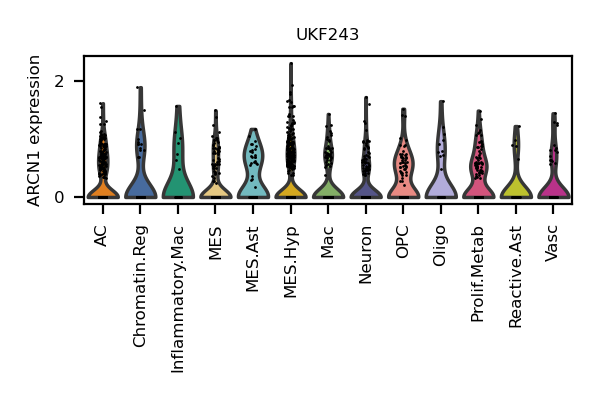 UKF243
ARCN1 expression
2
0
AC
Chromatin.Reg
Inflammatory.Mac
MES
MES.Ast
MES.Hyp
Mac
Neuron
OPC
Oligo
Prolif.Metab
Reactive.Ast
Vasc